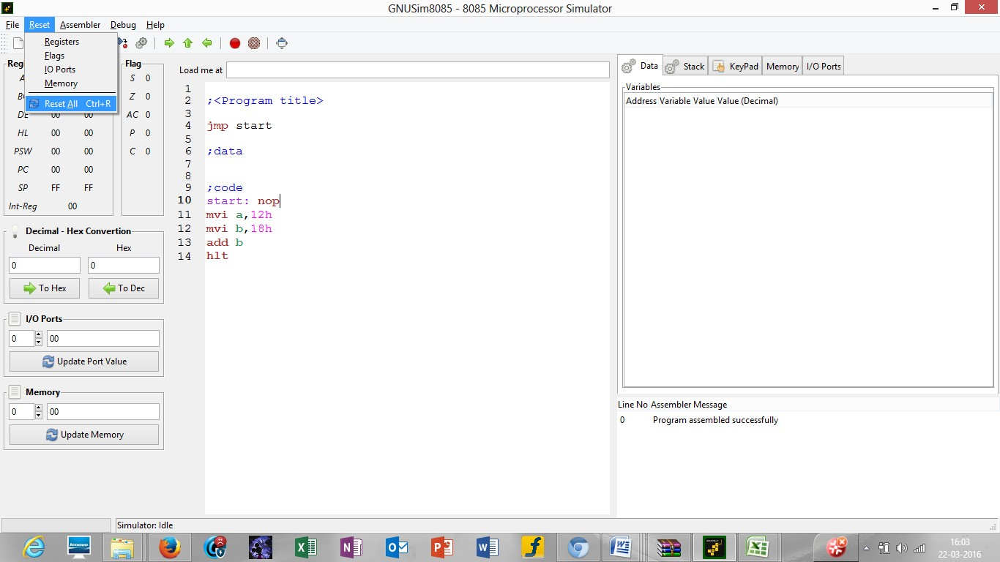 GNUSim8085 - 8085 Microprocessor Simulator
File Reset Assembler Debug Help
Registers
Flags
IO Ports
Memory
Reset All Ctrl+R
Load me at
Flag
S 0
Z 0
AC 0
P 0
C 0
DE 00 00
HL 00 00
PSW 00 00
PC 00 00
SP FF FF
Int-Reg 00
Decimal - Hex Convertion
Decimal Hex
0 0
To Hex To Dec
I/O Ports
0 00
Update Port Value
Memory
0 00
Update Memory
1
2 ;<Program title>
3
4 jmp start
5
6 ;data
7
8
9 ;code
10 start: nop
11 mvi a,12h
12 mvi b,18h
13 add b
14 hlt
Data Stack KeyPad Memory I/O Ports
Variables
Address Variable Value Value (Decimal)
Line No Assembler Message
0 Program assembled successfully
Simulator: Idle
lenovo
16:03
22-03-2016